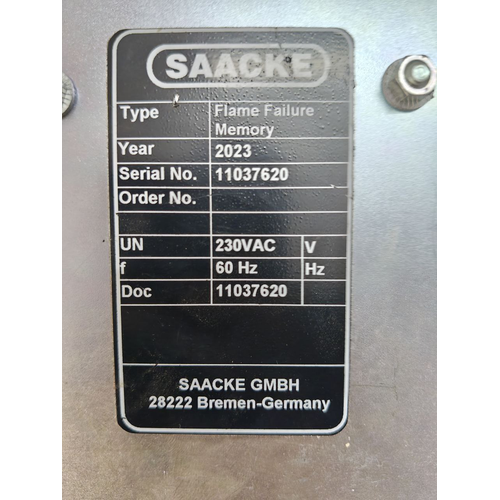 SAACKE
Type Flame Failure
Memory
Year 2023
Serial No. 11037620
Order No.
UN 230VAC V
f 60 Hz Hz
Doc 11037620
SAACKE GMBH
28222 Bremen-Germany